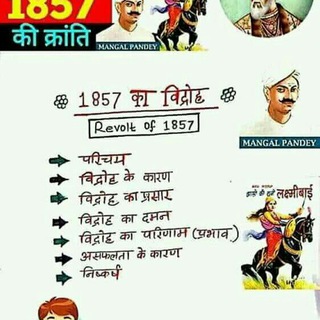 1857
की क्रांति
MANGAL PANDEY
1857 का विद्रोह
Revolt of 1857
MANGAL PANDEY
परिचय
विद्रोह के कारण
विद्रोह का प्रसार
विद्रोह का दमन
विद्रोह का परिणाम (प्रभाव)
असफलता के कारण
निष्कर्ष
झांसी की रानी
लक्ष्मीबाई